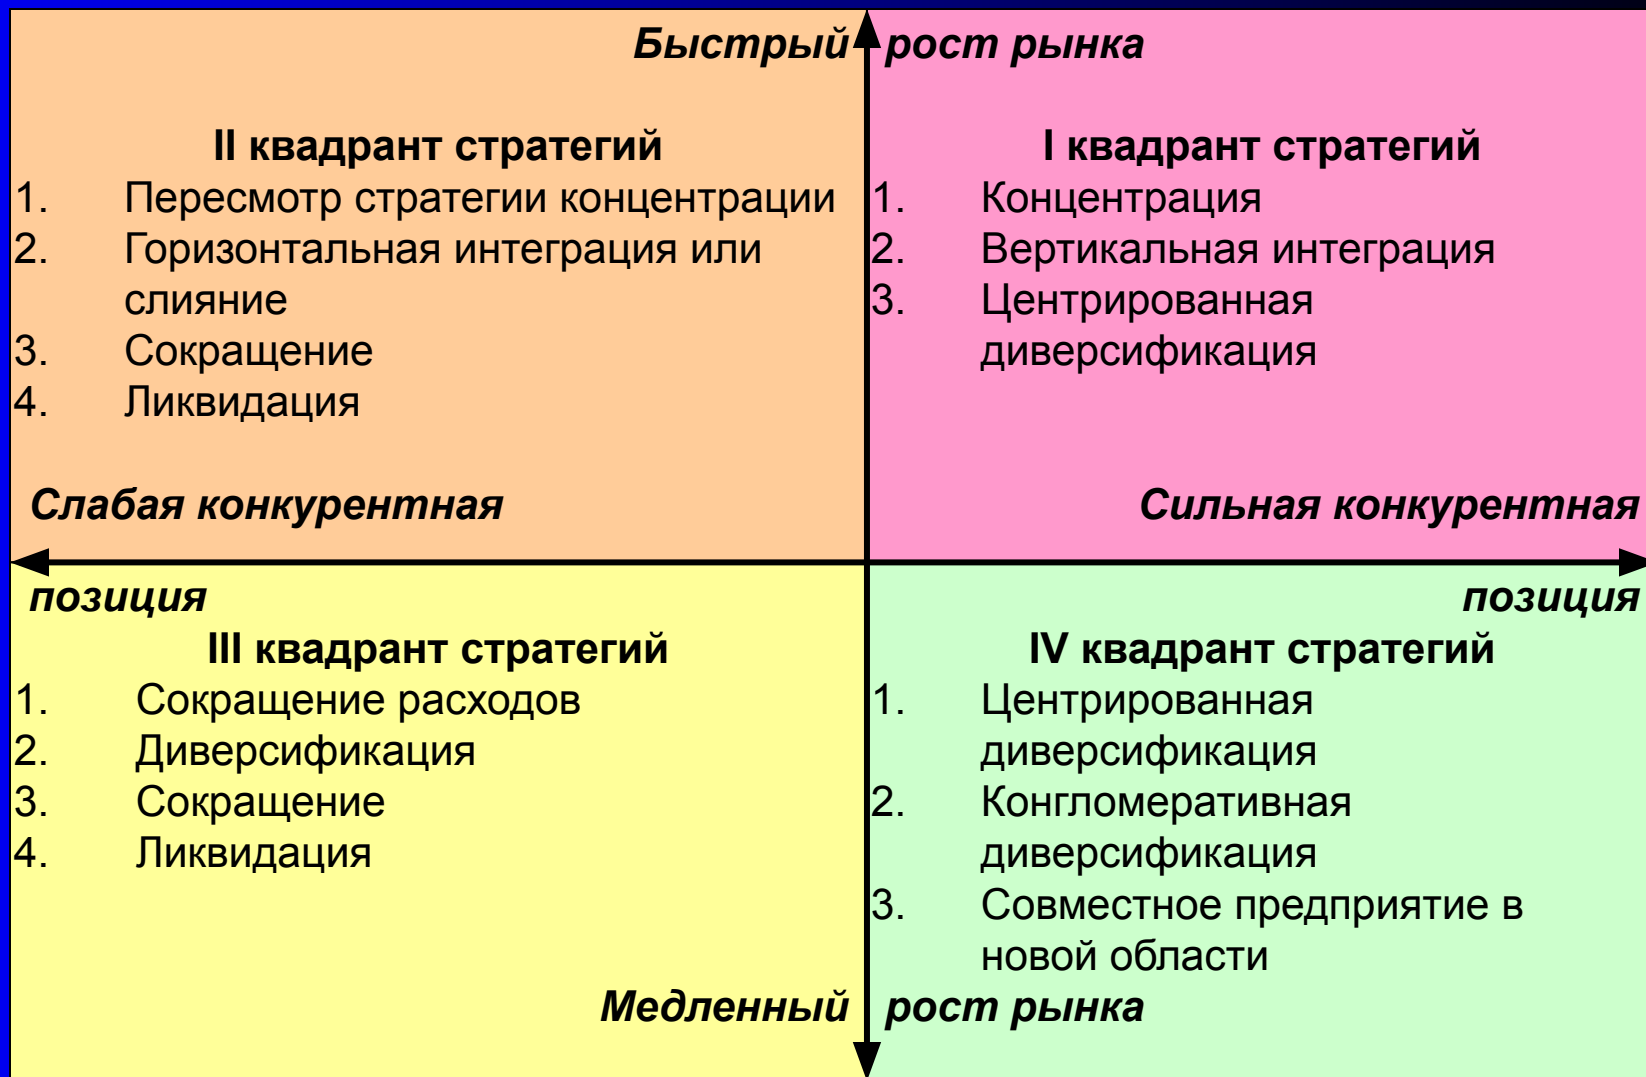 Быстрый рост рынка
II квадрант стратегий
1. Пересмотр стратегии концентрации
2. Горизонтальная интеграция или
слияние
3. Сокращение
4. Ликвидация
I квадрант стратегий
1. Концентрация
2. Вертикальная интеграция
3. Центрированная
диверсификация
Слабая конкурентная
позиция
Сильная конкурентная
позиция
III квадрант стратегий
1. Сокращение расходов
2. Диверсификация
3. Сокращение
4. Ликвидация
IV квадрант стратегий
1. Центрированная
диверсификация
2. Конгломеративная
диверсификация
3. Совместное предприятие в
новой области
Медленный рост рынка